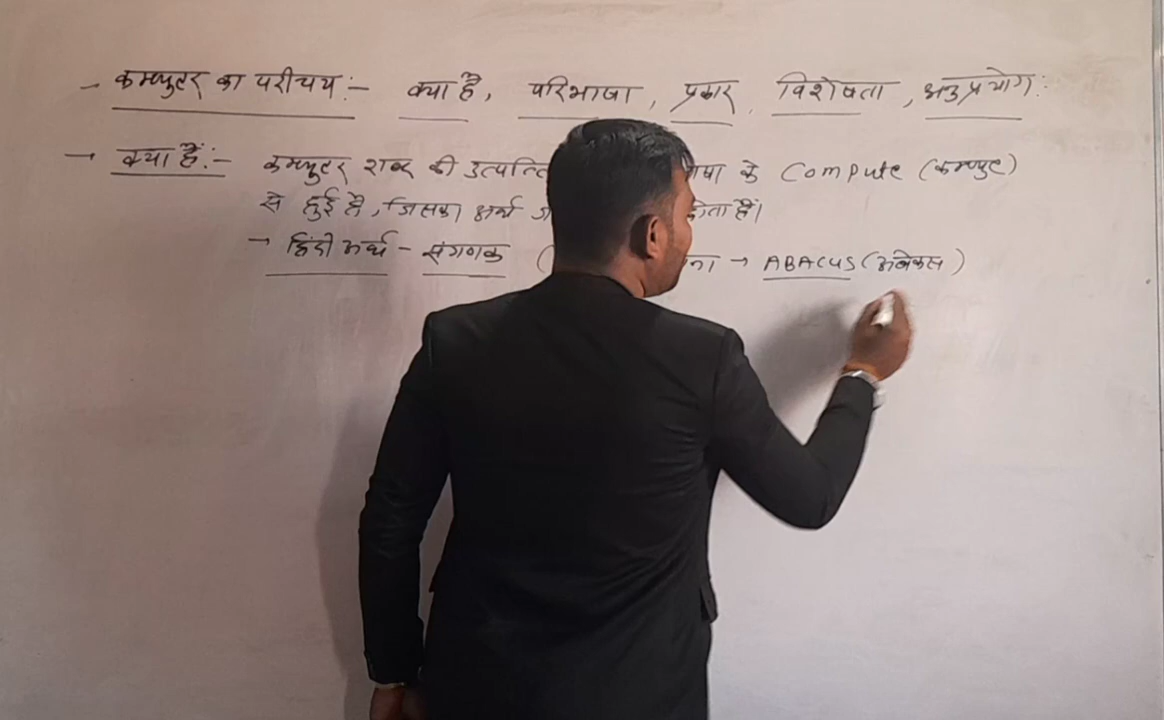 → कम्प्युटर का परीचय:- क्या है, परिभाषा, प्रकार, विशेषता, अनुप्रयोग:
→ क्या हैं:- कम्प्युटर शब्द की उत्पत्ति के Compute (कम्प्युट)
से हुई है, जिसका अर्थ होता हैं।
→ हिंदी अर्थ - संगणक ( → ABACUS (अबेकस)